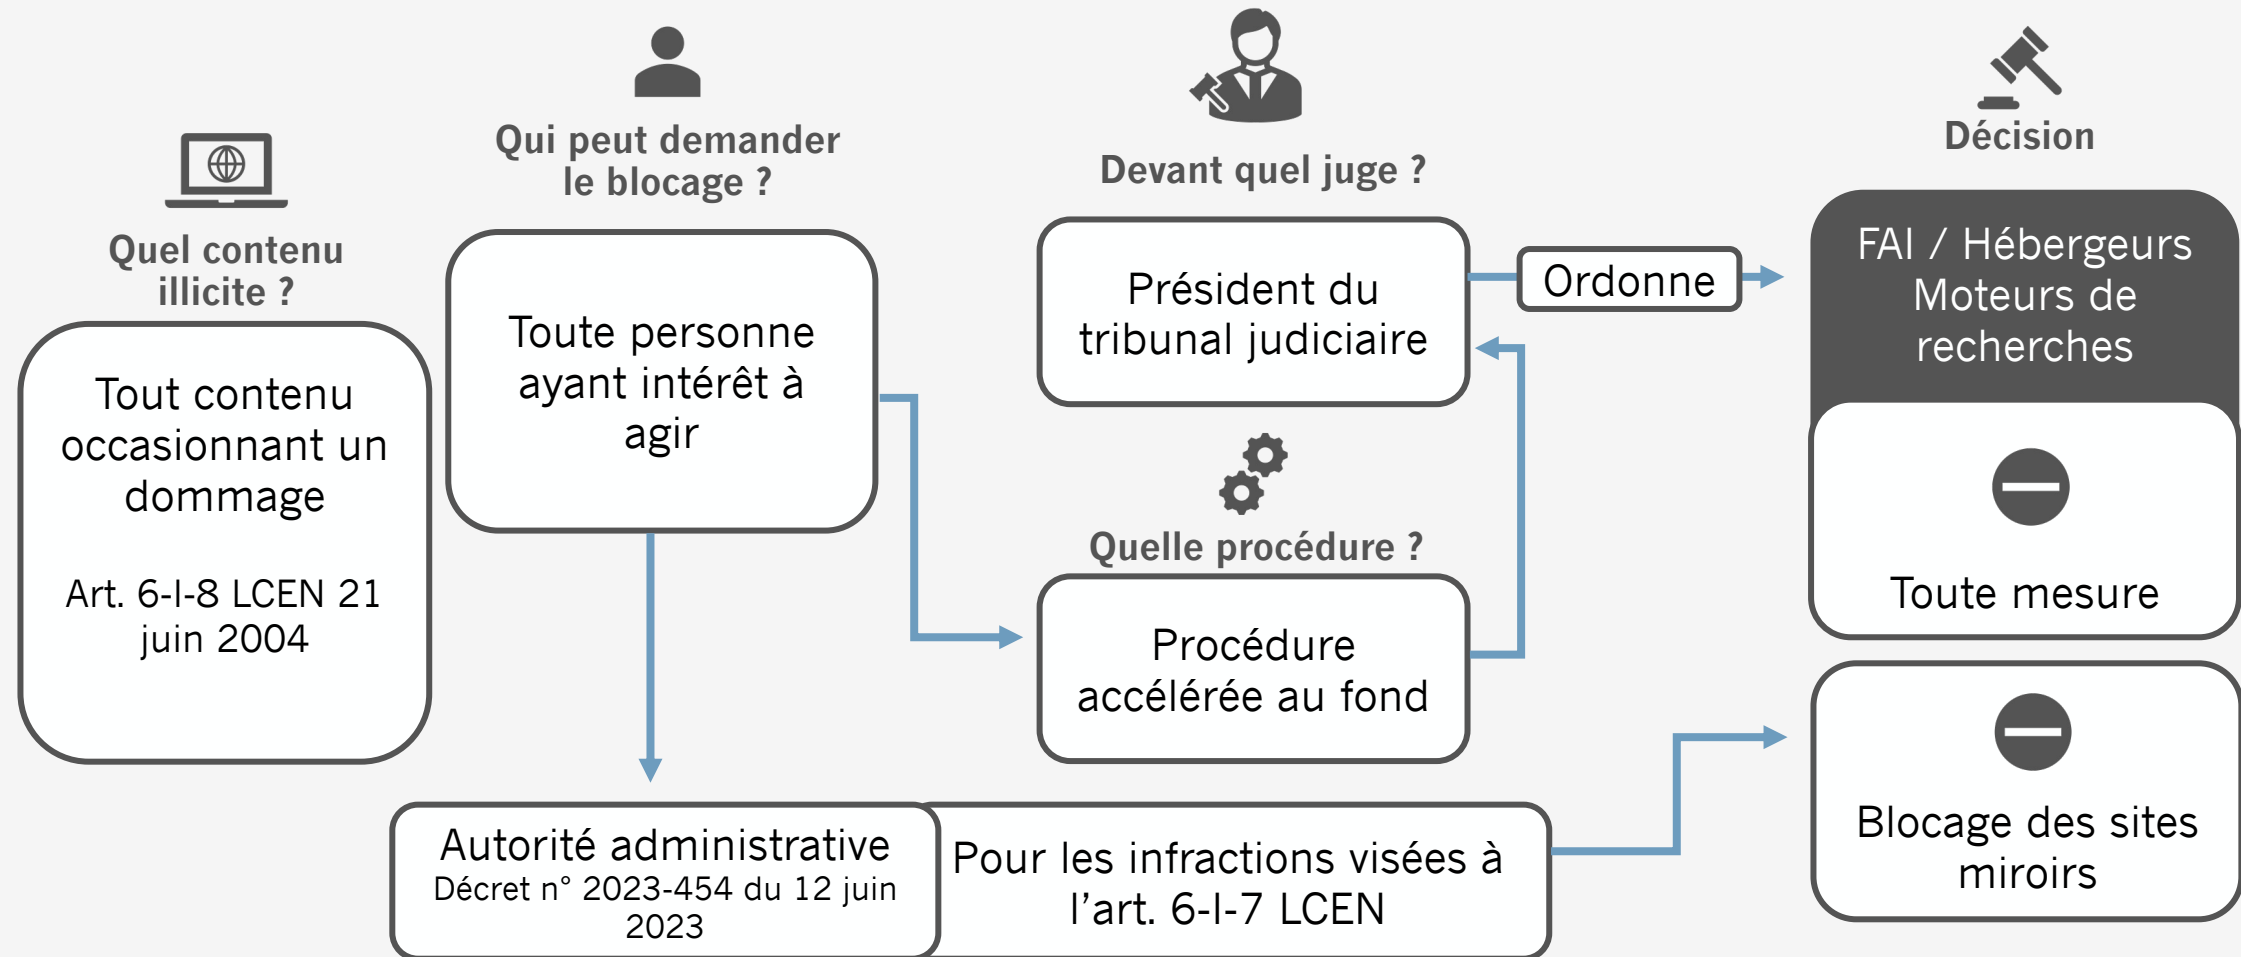 Quel contenu
illicite ?
Tout contenu
occasionnant un
dommage
Art. 6-I-8 LCEN 21
juin 2004
Qui peut demander
le blocage ?
Toute personne
ayant intérêt à
agir
Autorité administrative
Décret n° 2023-454 du 12 juin
2023
Pour les infractions visées à
l’art. 6-I-7 LCEN
Devant quel juge ?
Président du
tribunal judiciaire
Quelle procédure ?
Procédure
accélérée au fond
Ordonne
Décision
FAI / Hébergeurs
Moteurs de
recherches
Toute mesure
Blocage des sites
miroirs